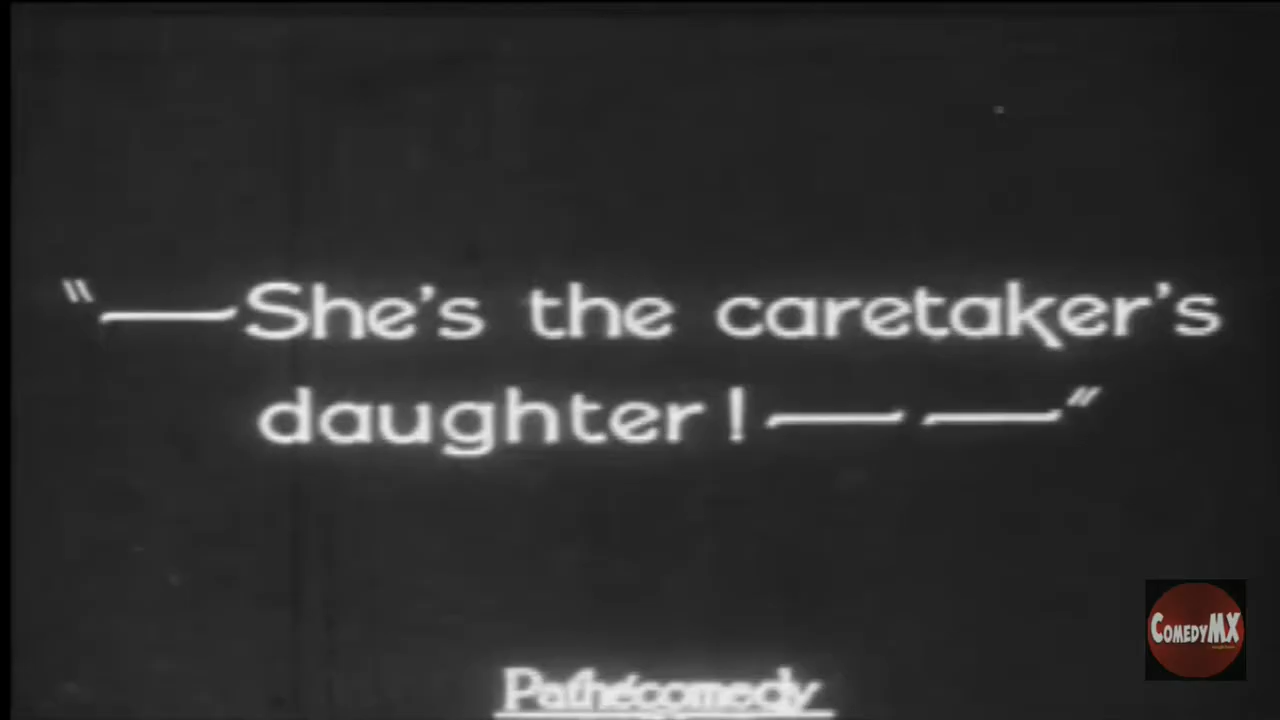 "—She's the caretaker's
daughter!— —"
Pathécomedy
COMEDYMX